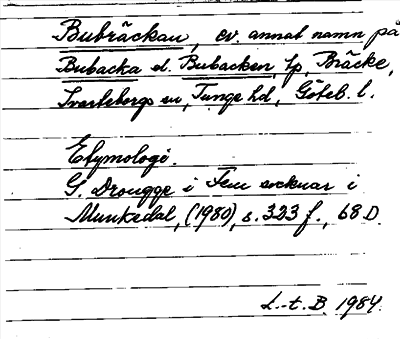 Bubräckan, ev. annat namn på
Bubacka el. Bubacken, lp, Bräcke,
Svarteborgs sn, Tunge hd, Göteb. l.
Etymologi.
G. Drougge i Fem socknar i
Munkedal, (1980), s. 323 f., 68 D.
L.-t. B. 1984.